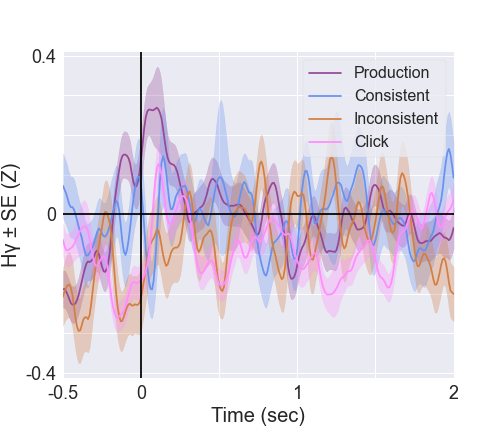 0.4
Production
Consistent
Inconsistent
Click
Hγ ± SE (Z)
0
-0.4
-0.5
0
1
2
Time (sec)